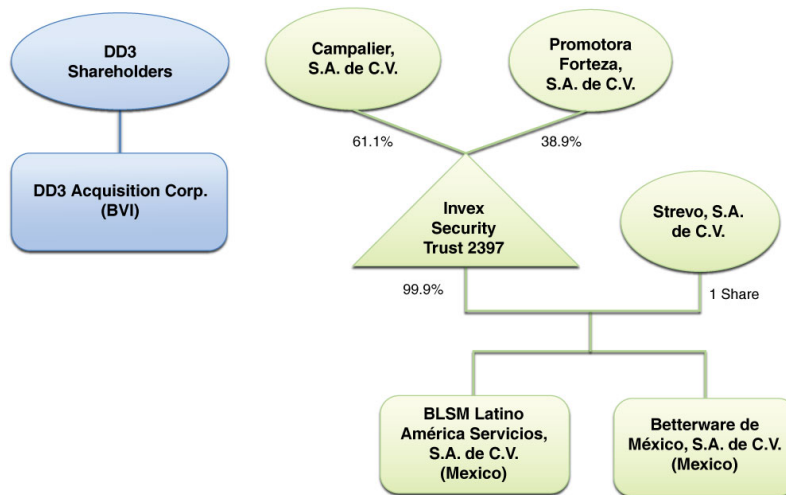 DD3
Shareholders
DD3 Acquisition Corp.
(BVI)
Campalier,
S.A. de C.V.
Promotora
Forteza,
S.A. de C.V.
61.1%
38.9%
Invex
Security
Trust 2397
Strevo, S.A.
de C.V.
99.9%
1 Share
BLSM Latino
América Servicios,
S.A. de C.V.
(Mexico)
Betterware de
México, S.A. de C.V.
(Mexico)